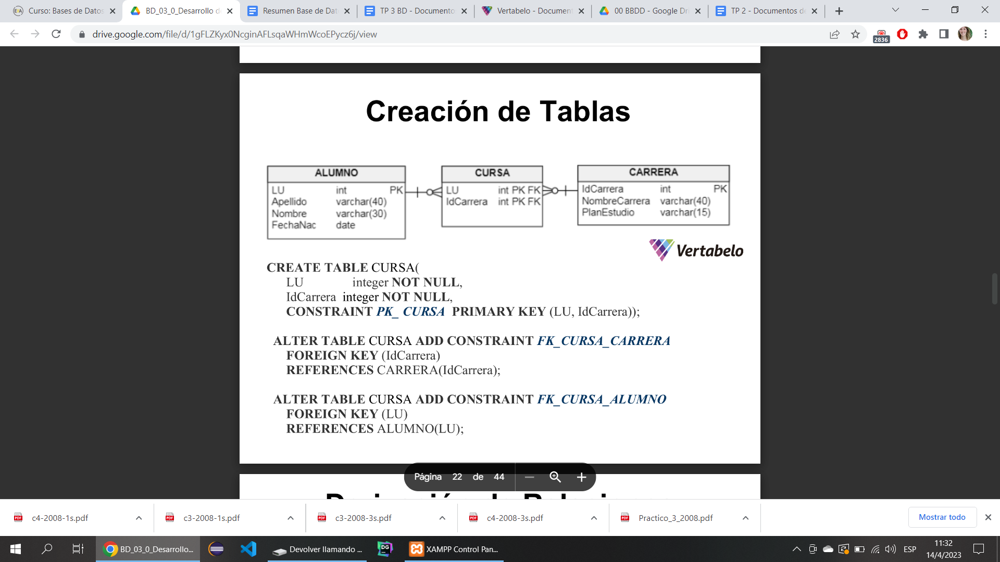 Curso: Bases de Datos
BD_03_0_Desarrollo de
Resumen Base de Dat
TP 3 BD - Documento
Vertabelo - Document
00 BBDD - Google Dri
TP 2 - Documentos de
drive.google.com/file/d/1gFLZKyx0NcginAFLsqaWHmWcoEPycz6j/view
2836
Creación de Tablas
ALUMNO
LU int PK
Apellido varchar(40)
Nombre varchar(30)
FechaNac date
CURSA
LU int PK FK
IdCarrera int PK FK
CARRERA
IdCarrera int PK
NombreCarrera varchar(40)
PlanEstudio varchar(15)
Vertabelo
CREATE TABLE CURSA(
LU integer NOT NULL,
IdCarrera integer NOT NULL,
CONSTRAINT PK_ CURSA PRIMARY KEY (LU, IdCarrera));
ALTER TABLE CURSA ADD CONSTRAINT FK_CURSA_CARRERA
FOREIGN KEY (IdCarrera)
REFERENCES CARRERA(IdCarrera);
ALTER TABLE CURSA ADD CONSTRAINT FK_CURSA_ALUMNO
FOREIGN KEY (LU)
REFERENCES ALUMNO(LU);
Página 22 de 44
c4-2008-1s.pdf
c3-2008-1s.pdf
c3-2008-3s.pdf
c4-2008-3s.pdf
Practico_3_2008.pdf
Mostrar todo
BD_03_0_Desarrollo...
Devolver llamando ...
DG
XAMPP Control Pan...
ESP
11:32
14/4/2023